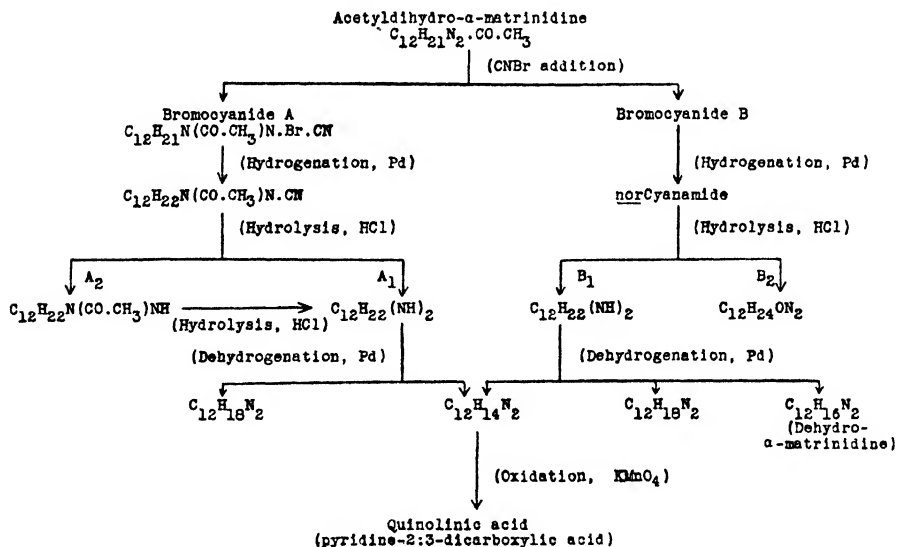 Acetyldihydro-α-matrinidine
C₁₂H₂₁N₂.CO.CH₃
(CNBr addition)
Bromocyanide A
Bromocyanide B
C₁₂H₂₁N(CO.CH₃)N.Br.CN
(Hydrogenation, Pd)
(Hydrogenation, Pd)
C₁₂H₂₂N(CO.CH₃)N.CN
norCyanamide
(Hydrolysis, HCl)
(Hydrolysis, HCl)
A₂
A₁
B₁
B₂
C₁₂H₂₂N(CO.CH₃)NH
C₁₂H₂₂(NH)₂
C₁₂H₂₂(NH)₂
C₁₂H₂₄ON₂
(Hydrolysis, HCl)
(Dehydrogenation, Pd)
(Dehydrogenation, Pd)
C₁₂H₁₈N₂
C₁₂H₁₄N₂
C₁₂H₁₈N₂
C₁₂H₁₆N₂
(Dehydro-
α-matrinidine)
(Oxidation, KMnO₄)
Quinolinic acid
(pyridine-2:3-dicarboxylic acid)